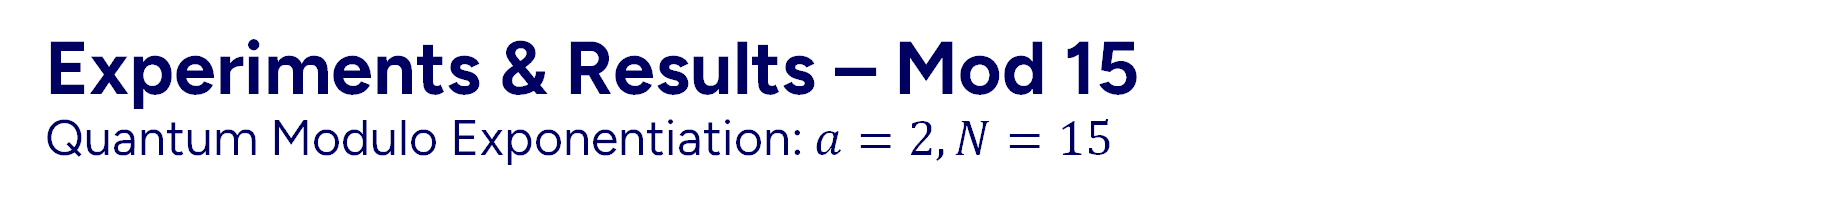 Experiments & Results – Mod 15
Quantum Modulo Exponentiation: a = 2, N = 15